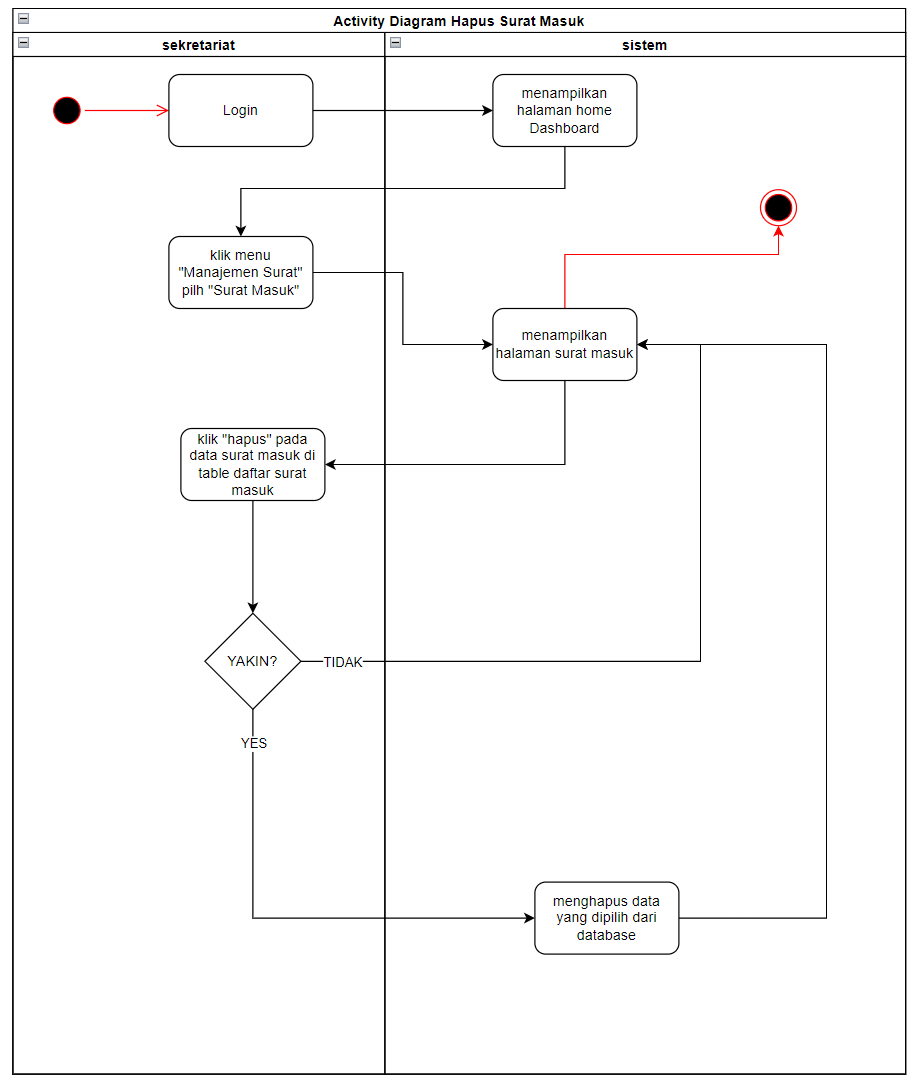 Activity Diagram Hapus Surat Masuk
sekretariat
sistem
Login
menampilkan
halaman home
Dashboard
klik menu
"Manajemen Surat"
pilh "Surat Masuk"
menampilkan
halaman surat masuk
klik "hapus" pada
data surat masuk di
table daftar surat
masuk
YAKIN?
TIDAK
YES
menghapus data
yang dipilih dari
database